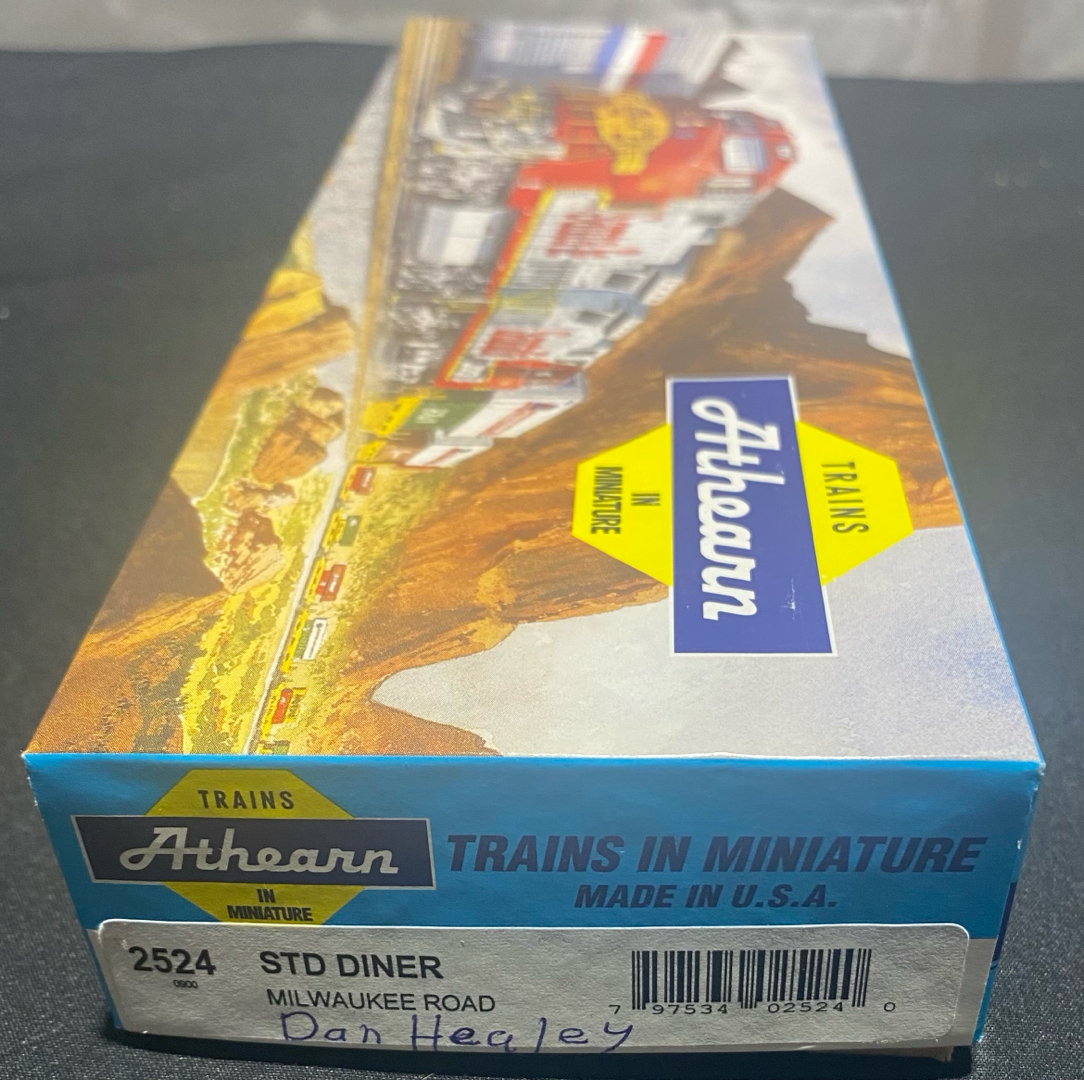 TRAINS
Athearn
IN
MINIATURE
TRAINS
Athearn
IN
MINIATURE
TRAINS IN MINIATURE
MADE IN U.S.A.
2524 STD DINER
0900
MILWAUKEE ROAD
7 97534 02524 0
Dan Healey